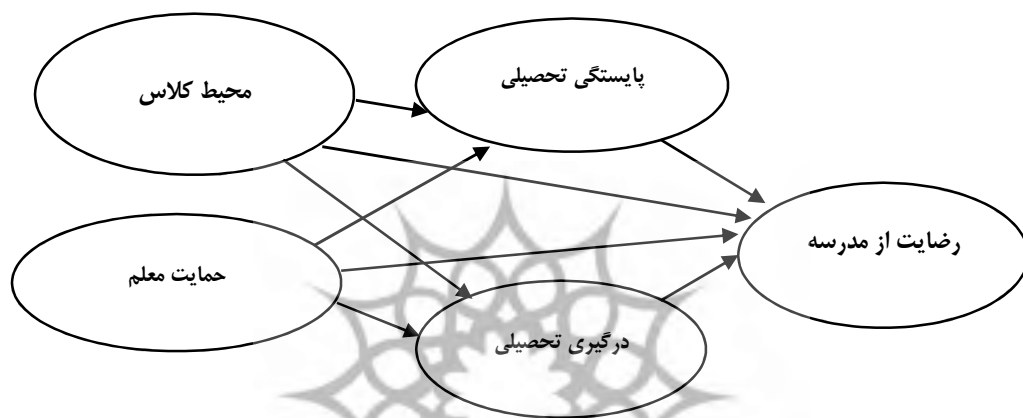 پایستگی تحصیلی
محیط کلاس
رضایت از مدرسه
حمایت معلم
درگیری تحصیلی